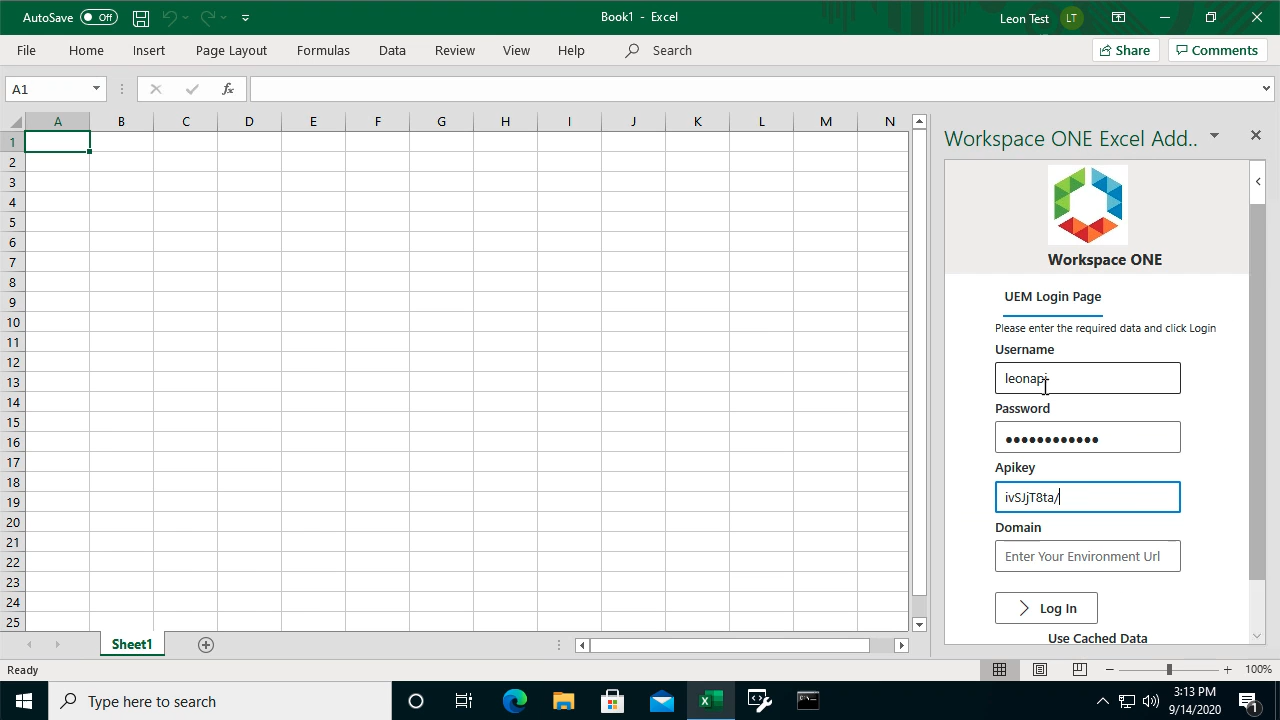 AutoSave Off Book1 - Excel Leon Test LT
File Home Insert Page Layout Formulas Data Review View Help Search Share Comments
A1 fx
A B C D E F G H I J K L M N
1
2
3
4
5
6
7
8
9
10
11
12
13
14
15
16
17
18
19
20
21
22
23
24
25
Workspace ONE Excel Add..
Workspace ONE
UEM Login Page
Please enter the required data and click Login
Username
leonapi
Password
••••••••••••
Apikey
ivSJjT8ta/
Domain
Enter Your Environment Url
Log In
Use Cached Data
Sheet1
Ready 100%
Type here to search 3:13 PM
9/14/2020 1